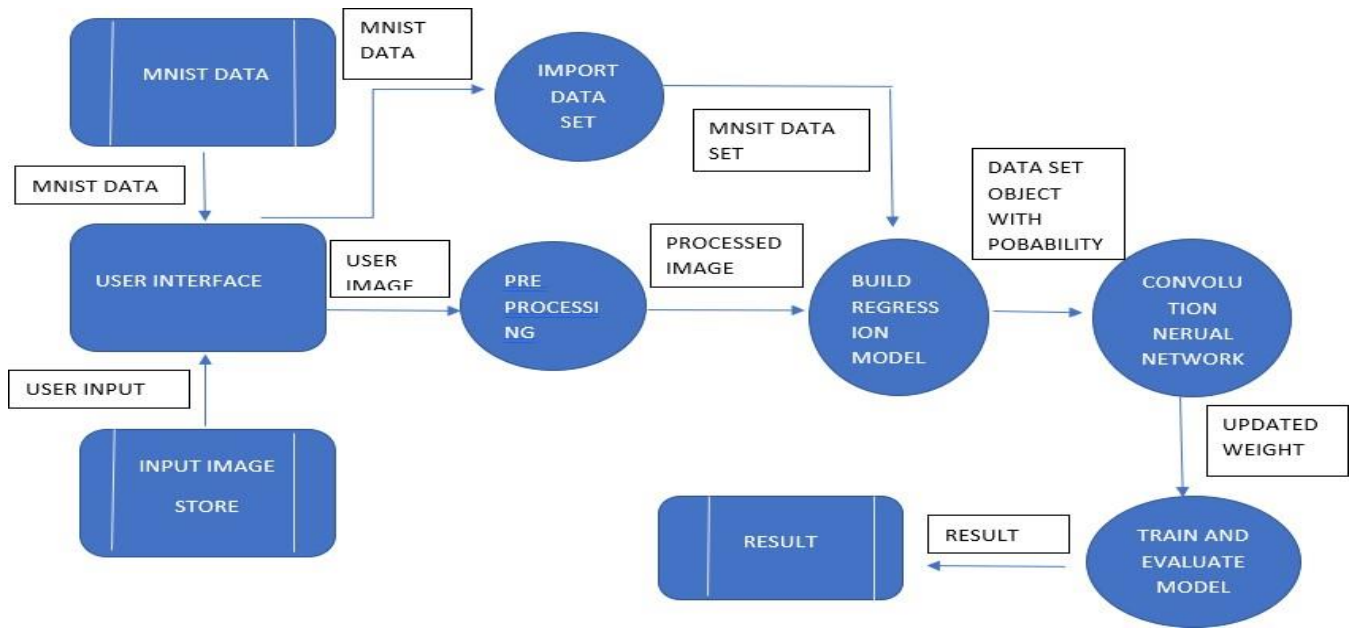 MNIST DATA
MNIST
DATA
IMPORT
DATA
SET
MNSIT DATA
SET
MNIST DATA
DATA SET
OBJECT
WITH
POBABILITY
USER INTERFACE
USER
IMAGE
PRE
PROCESSI
NG
PROCESSED
IMAGE
BUILD
REGRESS
ION
MODEL
CONVOLU
TION
NERUAL
NETWORK
USER INPUT
UPDATED
WEIGHT
INPUT IMAGE
STORE
RESULT
RESULT
TRAIN AND
EVALUATE
MODEL